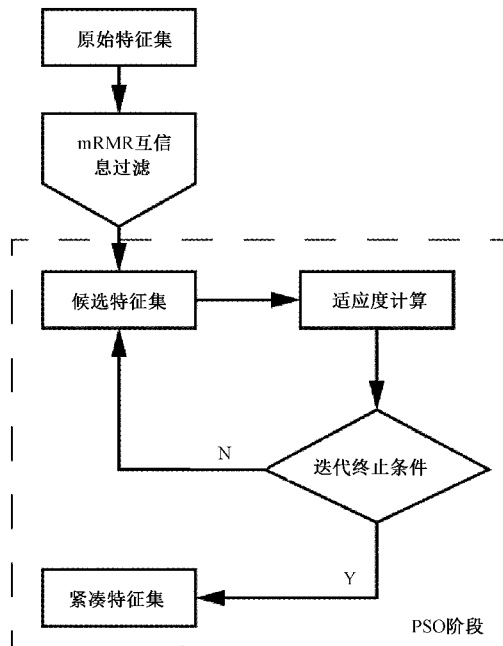 原始特征集
mRMR互信
息过滤
候选特征集
适应度计算
N
迭代终止条件
Y
紧凑特征集
PSO阶段